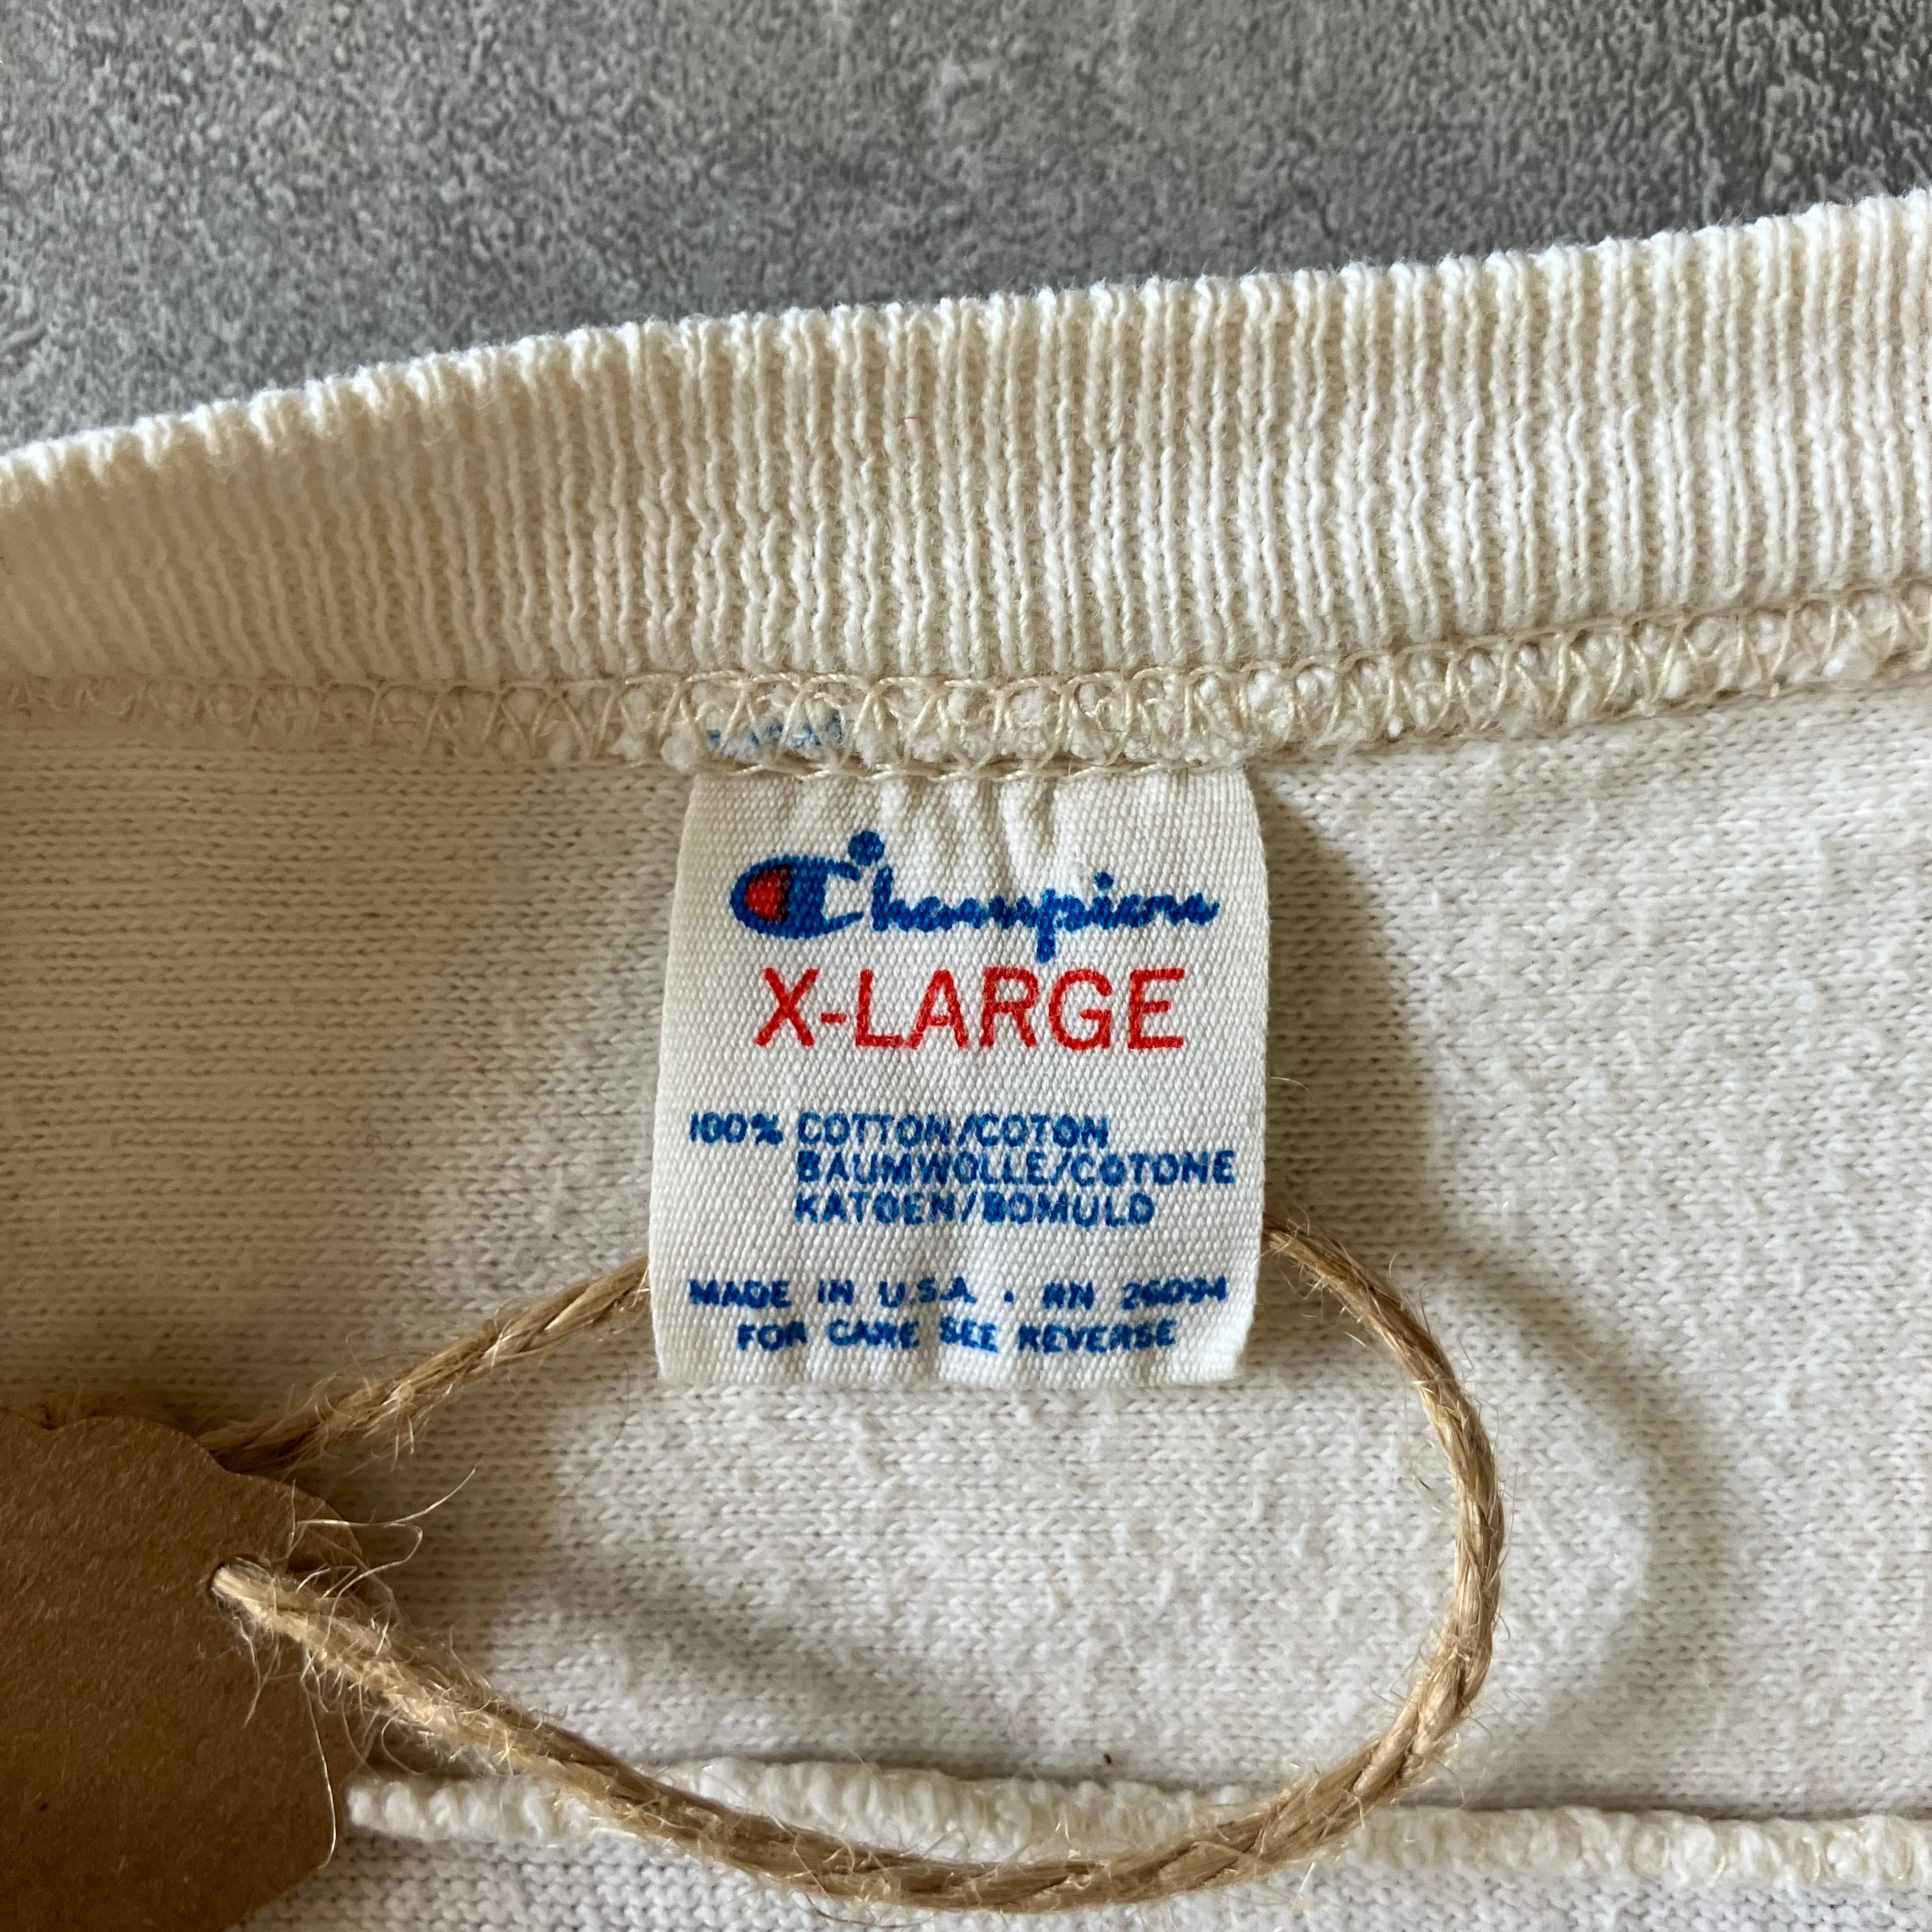 Champion
X-LARGE
100% COTTON/COTON
BAUMWOLLE/COTONE
KATOEN/BOMULD
MADE IN U.S.A. · RN 26094
FOR CARE SEE REVERSE